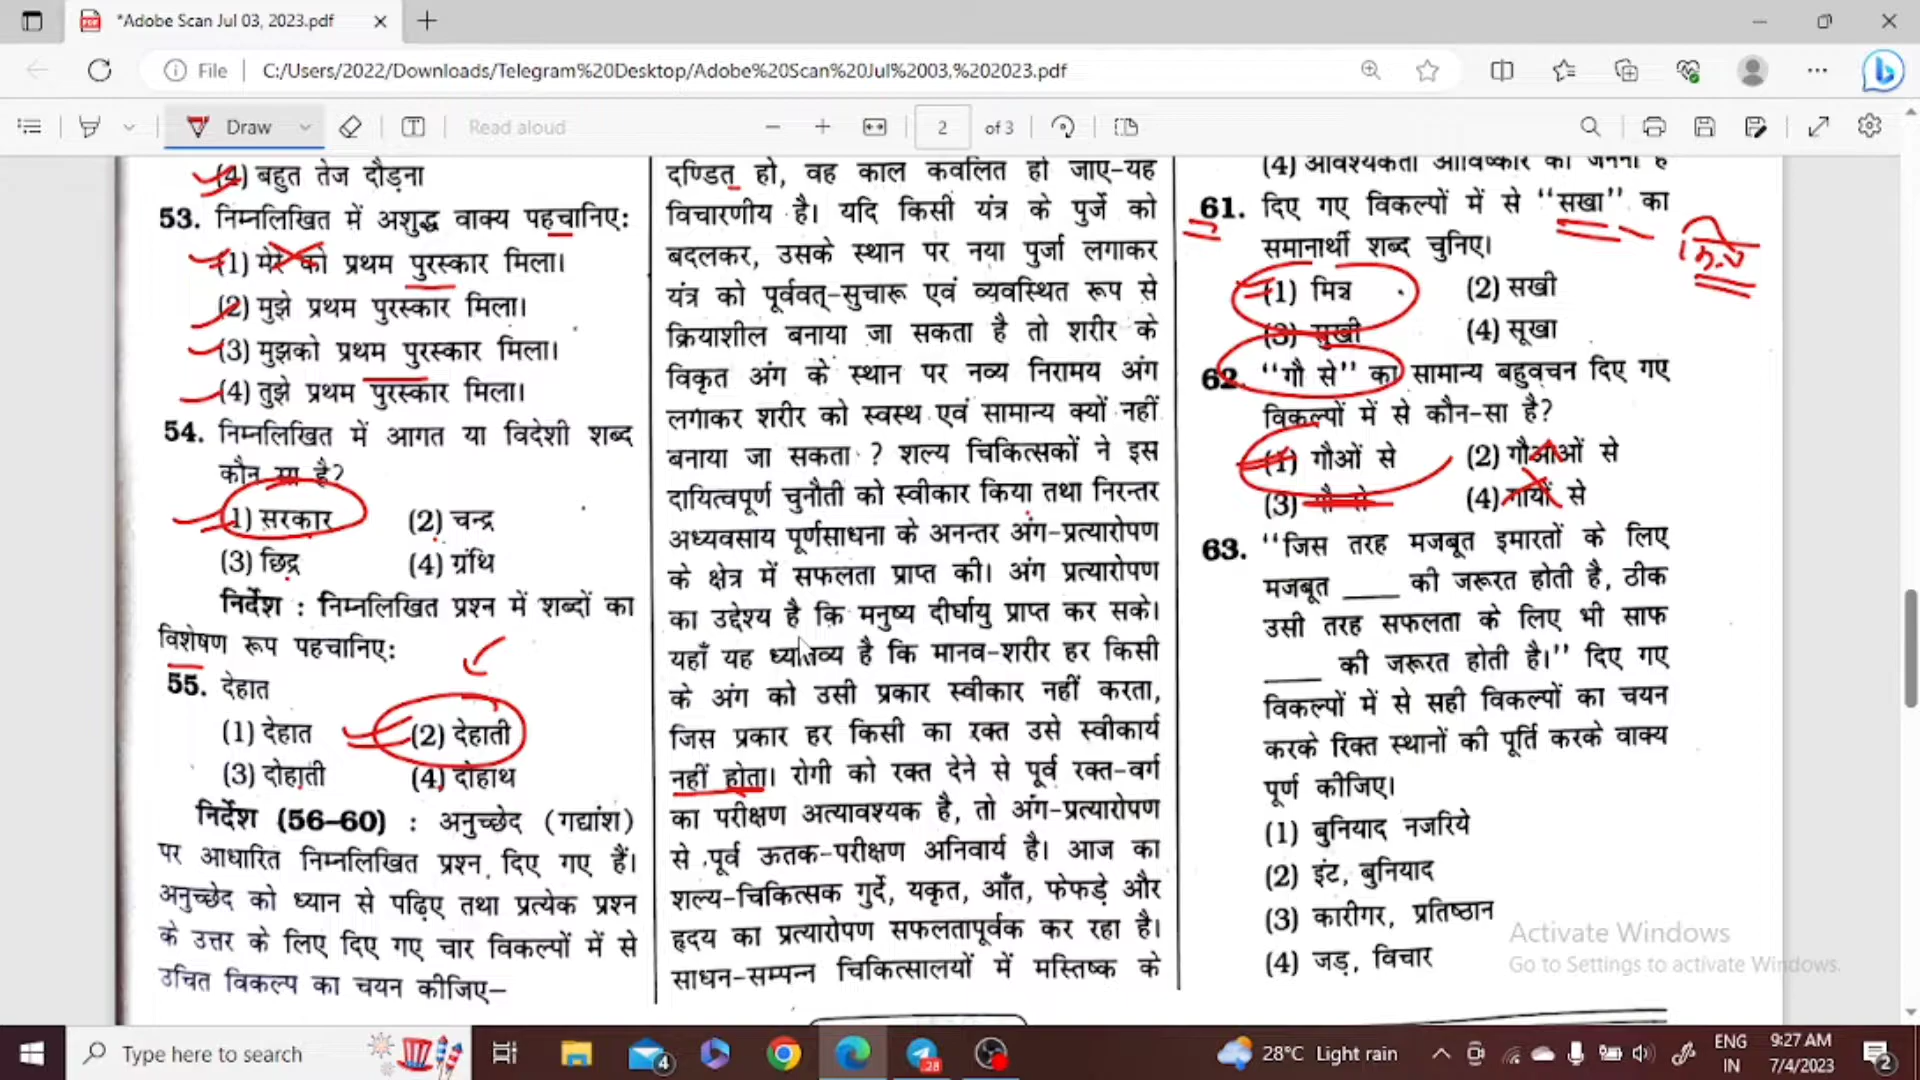 *Adobe Scan Jul 03, 2023.pdf
File
C:/Users/2022/Downloads/Telegram%20Desktop/Adobe%20Scan%20Jul%2003,%202023.pdf
Draw
Read aloud
2
of 3
(4) बहुत तेज दौड़ना
53. निम्नलिखित में अशुद्ध वाक्य पहचानिए:
(1) मेरे को प्रथम पुरस्कार मिला।
(2) मुझे प्रथम पुरस्कार मिला।
(3) मुझको प्रथम पुरस्कार मिला।
(4) तुझे प्रथम पुरस्कार मिला।
54. निम्नलिखित में आगत या विदेशी शब्द
कौन सा है?
(1) सरकार (2) चन्द्र
(3) छिद्र (4) ग्रंथि
निर्देश : निम्नलिखित प्रश्न में शब्दों का
विशेषण रूप पहचानिए:
55. देहात
(1) देहात (2) देहाती
(3) दोहाती (4) दोहाथ
निर्देश (56–60) : अनुच्छेद (गद्यांश)
पर आधारित निम्नलिखित प्रश्न दिए गए हैं।
अनुच्छेद को ध्यान से पढ़िए तथा प्रत्येक प्रश्न
के उत्तर के लिए दिए गए चार विकल्पों में से
उचित विकल्प का चयन कीजिए–
दण्डित हो, वह काल कवलित हो जाए–यह
विचारणीय है। यदि किसी यंत्र के पुर्जे को
बदलकर, उसके स्थान पर नया पुर्जा लगाकर
यंत्र को पूर्ववत्-सुचारू एवं व्यवस्थित रूप से
क्रियाशील बनाया जा सकता है तो शरीर के
विकृत अंग के स्थान पर नव्य निरामय अंग
लगाकर शरीर को स्वस्थ एवं सामान्य क्यों नहीं
बनाया जा सकता ? शल्य चिकित्सकों ने इस
दायित्वपूर्ण चुनौती को स्वीकार किया तथा निरन्तर
अध्यवसाय पूर्णसाधना के अनन्तर अंग-प्रत्यारोपण
के क्षेत्र में सफलता प्राप्त की। अंग प्रत्यारोपण
का उद्देश्य है कि मनुष्य दीर्घायु प्राप्त कर सके।
यहाँ यह ध्यातव्य है कि मानव-शरीर हर किसी
के अंग को उसी प्रकार स्वीकार नहीं करता,
जिस प्रकार हर किसी का रक्त उसे स्वीकार्य
नहीं होता। रोगी को रक्त देने से पूर्व रक्त-वर्ग
का परीक्षण अत्यावश्यक है, तो अंग-प्रत्यारोपण
से पूर्व ऊतक-परीक्षण अनिवार्य है। आज का
शल्य-चिकित्सक गुर्दे, यकृत, आँत, फेफड़े और
हृदय का प्रत्यारोपण सफलतापूर्वक कर रहा है।
साधन-सम्पन्न चिकित्सालयों में मस्तिष्क के
(4) आवश्यकता आविष्कार की जननी है
61. दिए गए विकल्पों में से "सखा" का
समानार्थी शब्द चुनिए।
(1) मित्र (2) सखी
(3) सुखी (4) सूखा
62. "गौ से" का सामान्य बहुवचन दिए गए
विकल्पों में से कौन-सा है?
(1) गौओं से (2) गौआओं से
(3) गौ से (4) गायों से
63. "जिस तरह मजबूत इमारतों के लिए
मजबूत ____ की जरूरत होती है, ठीक
उसी तरह सफलता के लिए भी साफ
____ की जरूरत होती है।" दिए गए
विकल्पों में से सही विकल्पों का चयन
करके रिक्त स्थानों की पूर्ति करके वाक्य
पूर्ण कीजिए।
(1) बुनियाद नजरिये
(2) इंट, बुनियाद
(3) कारीगर, प्रतिष्ठान
(4) जड़, विचार
Activate Windows
Go to Settings to activate Windows.
Type here to search
4
28
28°C Light rain
ENG
IN
9:27 AM
7/4/2023
2